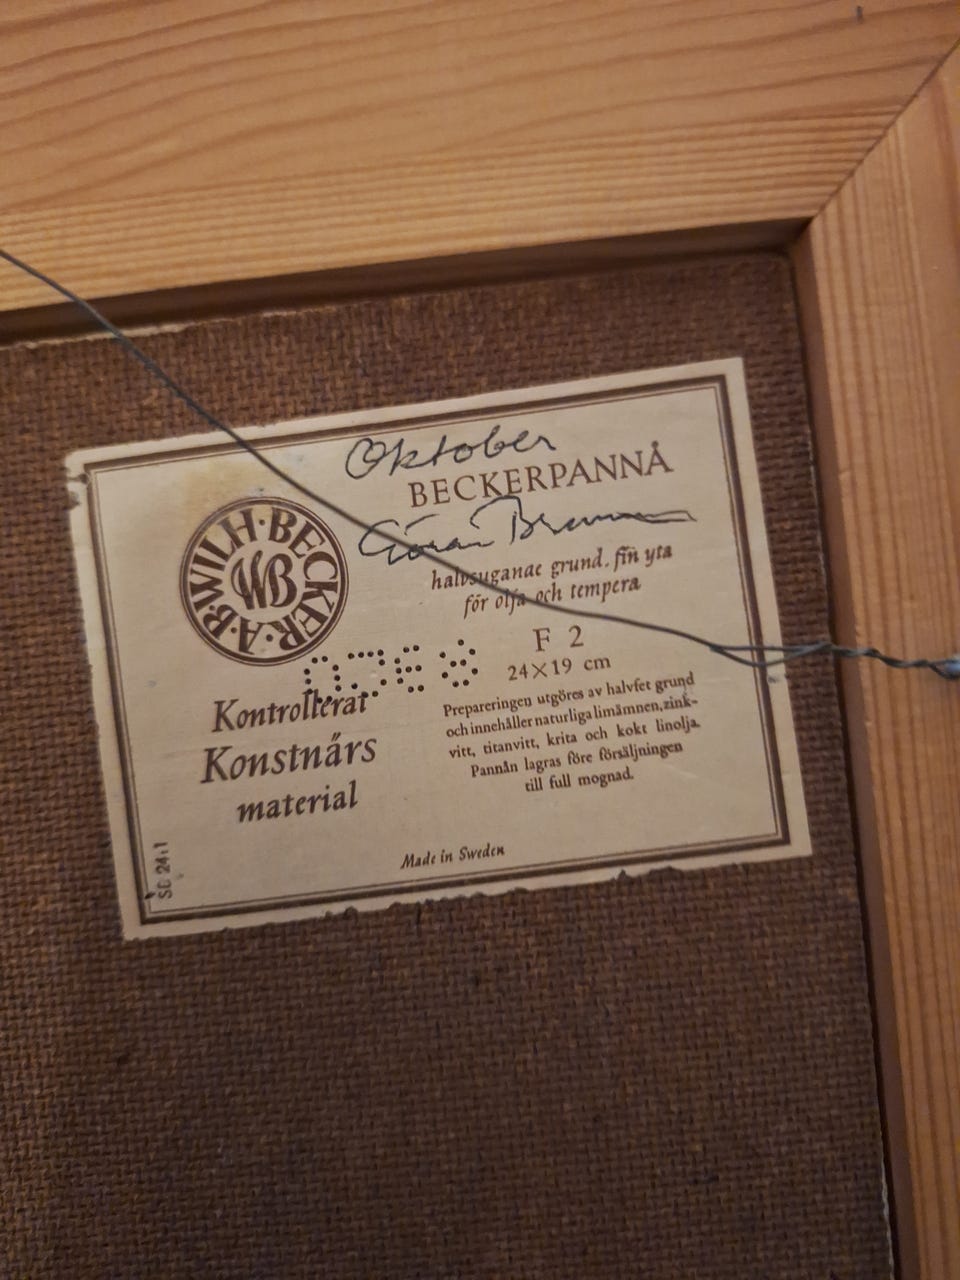 Oktober
BECKERPANNÅ
Göran
halvsugande grund. fin yta
för olja och tempera
F 2
24×19 cm
Prepareringen utgöres av halvfet grund
och innehåller naturliga limämnen, zink-
vitt, titanvitt, krita och kokt linolja.
Pannån lagras före försäljningen
till full mognad.
A·B·WILH·BECKER·
WB
Kontrollerat
Konstnärs
material
Made in Sweden